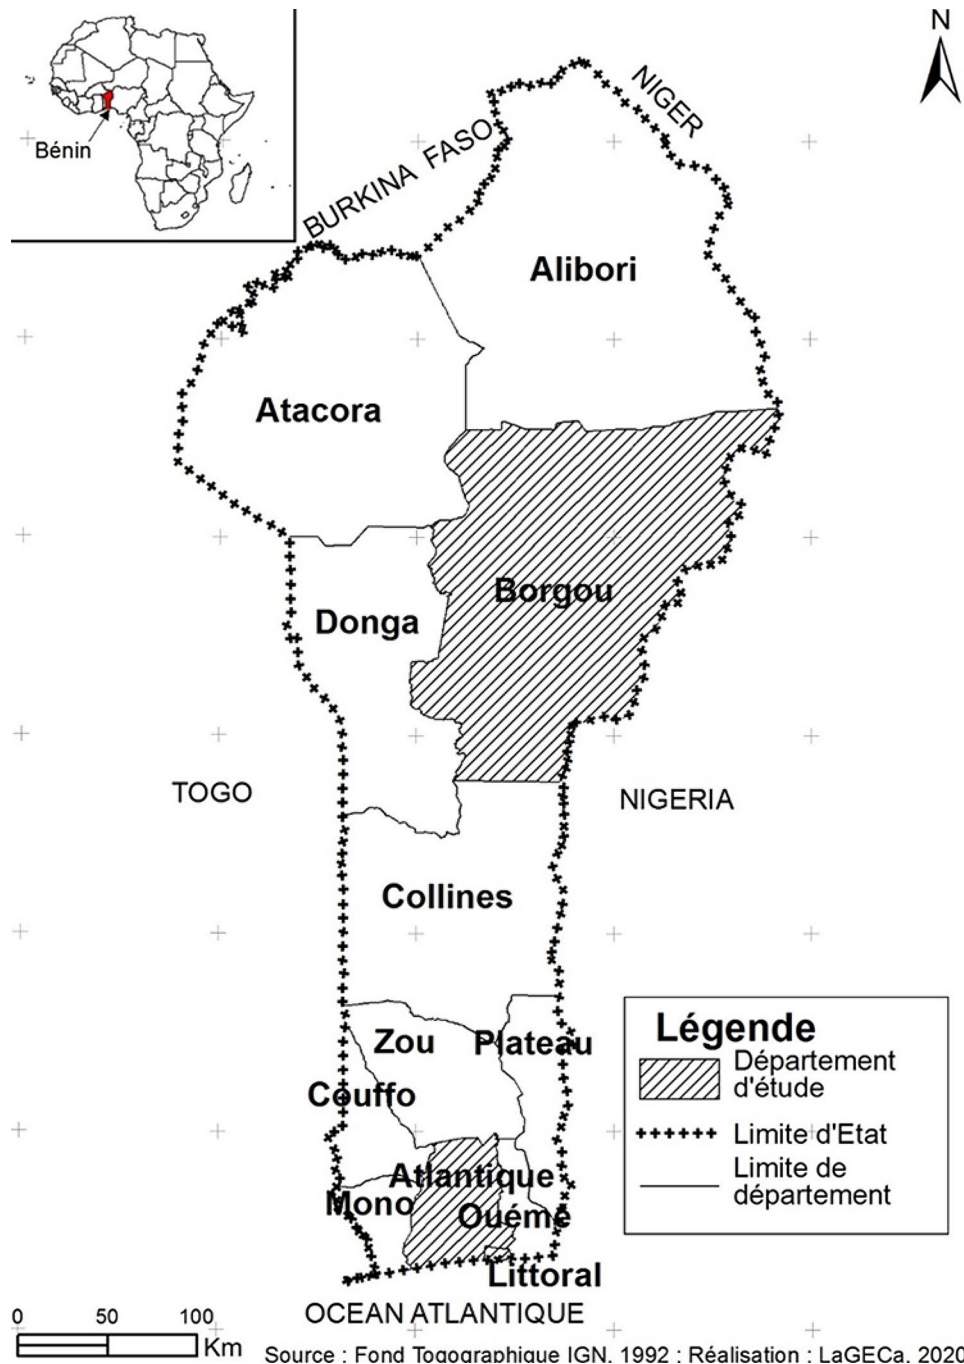 N
Bénin
NIGER
BURKINA FASO
Alibori
Atacora
Borgou
Donga
TOGO
NIGERIA
Collines
Zou
Plateau
Couffo
Atlantique
Mono
Ouémé
Littoral
OCEAN ATLANTIQUE
Légende
Département
d'étude
Limite d'Etat
Limite de
département
0 50 100
Km
Source : Fond Togographique IGN, 1992 ; Réalisation : LaGECa, 2020